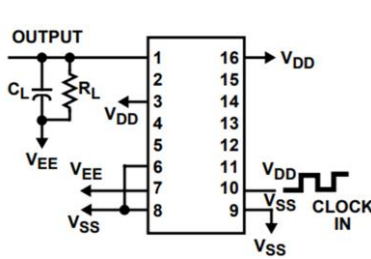 OUTPUT
1 16 VDD
CL RL 2 15
VDD 3 14
4 13
5 12
VEE 6 11 VDD
VEE 7 10
VSS 8 9 VSS CLOCK IN
VSS